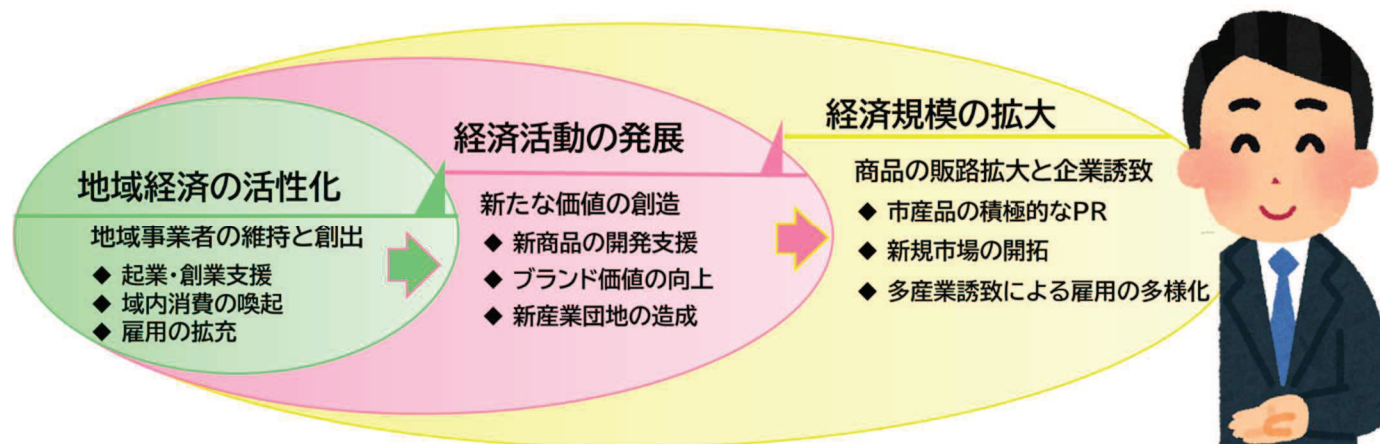 地域経済の活性化
地域事業者の維持と創出
◆ 起業・創業支援
◆ 域内消費の喚起
◆ 雇用の拡充
経済活動の発展
新たな価値の創造
◆ 新商品の開発支援
◆ ブランド価値の向上
◆ 新産業団地の造成
経済規模の拡大
商品の販路拡大と企業誘致
◆ 市産品の積極的なPR
◆ 新規市場の開拓
◆ 多産業誘致による雇用の多様化